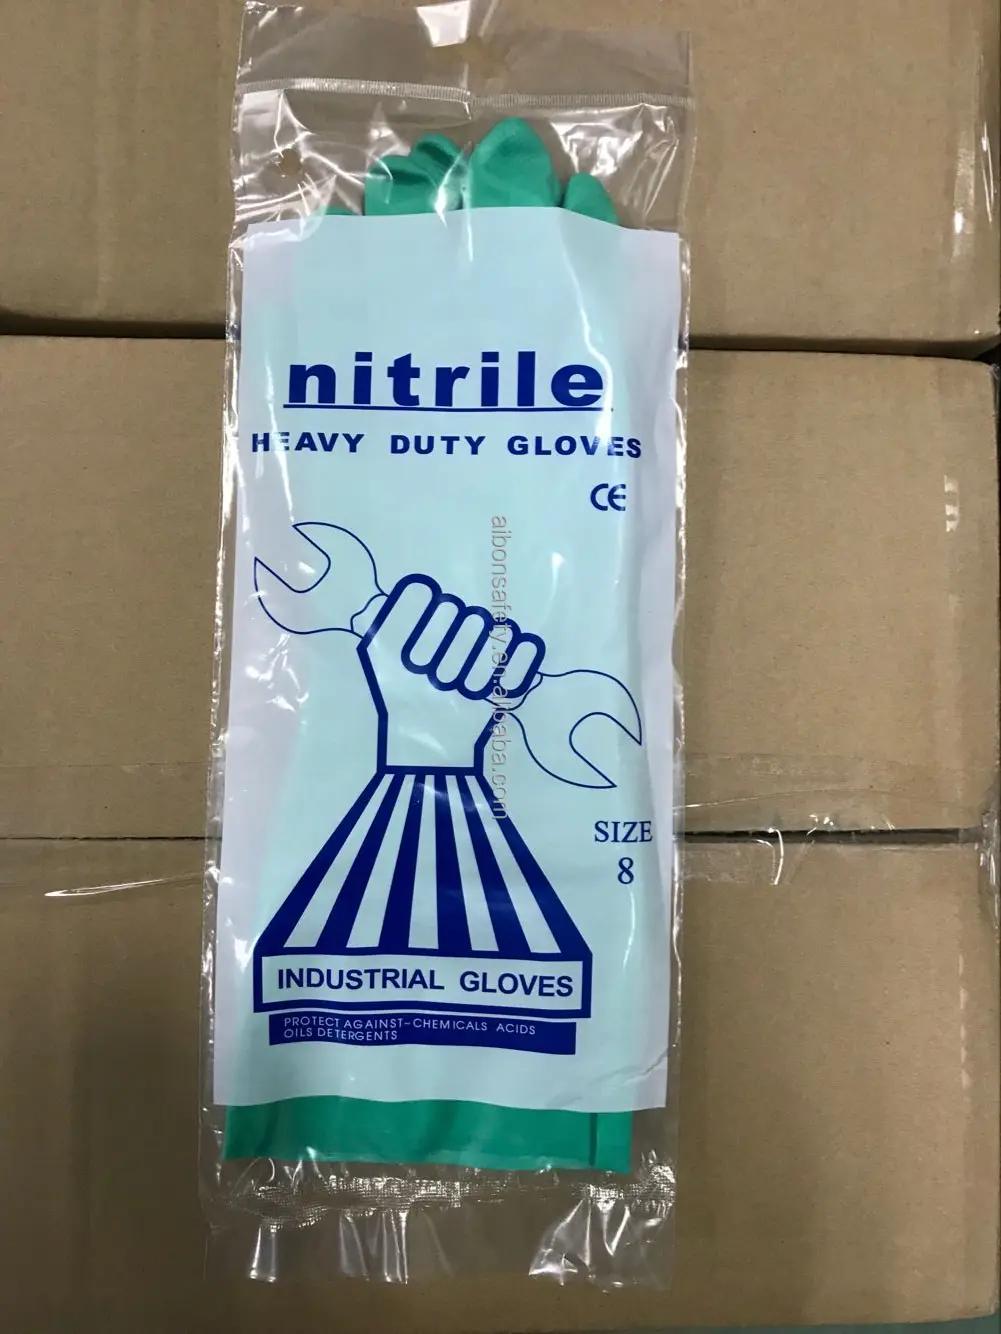 nitrile
HEAVY DUTY GLOVES
CE
aibonsafety.en.alibaba.com
SIZE
8
INDUSTRIAL GLOVES
PROTECT AGAINST-CHEMICALS ACIDS
OILS DETERGENTS